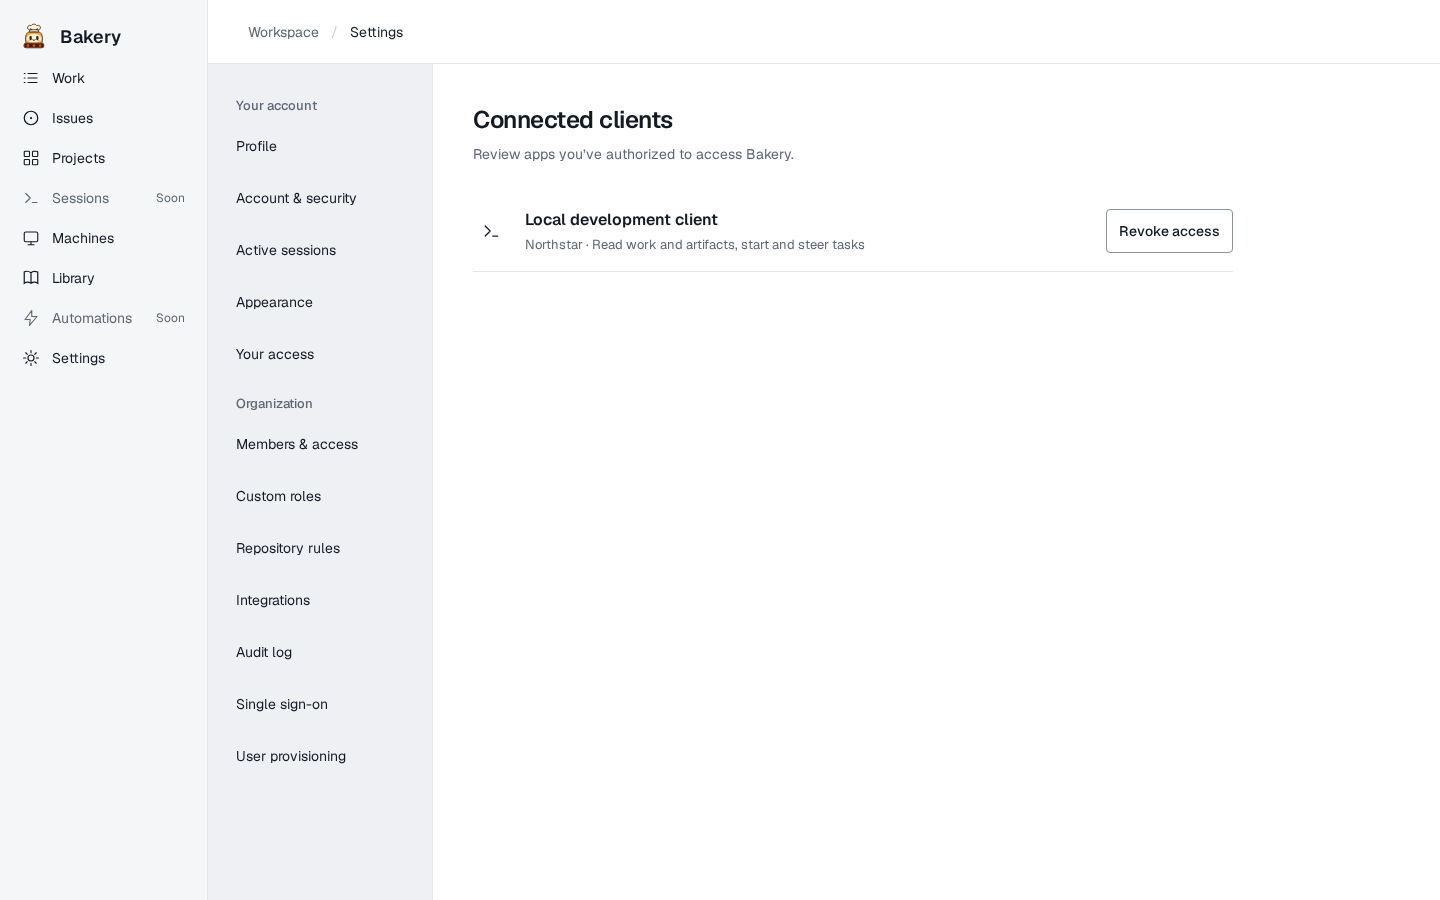 Bakery
Work
Issues
Projects
Sessions Soon
Machines
Library
Automations Soon
Settings
Workspace / Settings
Your account
Profile
Account & security
Active sessions
Appearance
Your access
Organization
Members & access
Custom roles
Repository rules
Integrations
Audit log
Single sign-on
User provisioning
Connected clients
Review apps you've authorized to access Bakery.
Local development client
Northstar · Read work and artifacts, start and steer tasks
Revoke access